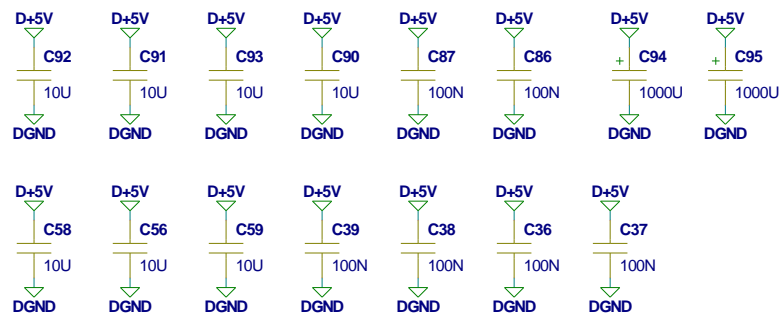 D+5V D+5V D+5V D+5V D+5V D+5V D+5V D+5V
C92 C91 C93 C90 C87 C86 + C94 + C95
10U 10U 10U 10U 100N 100N 1000U 1000U
DGND DGND DGND DGND DGND DGND DGND DGND
D+5V D+5V D+5V D+5V D+5V D+5V D+5V
C58 C56 C59 C39 C38 C36 C37
10U 10U 10U 100N 100N 100N 100N
DGND DGND DGND DGND DGND DGND DGND